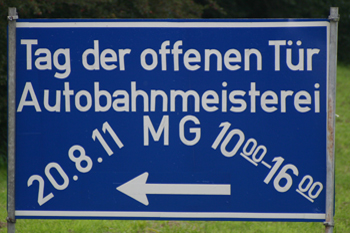 Tag der offenen Tür
Autobahnmeisterei
20.8.11 MG 10⁰⁰-16⁰⁰